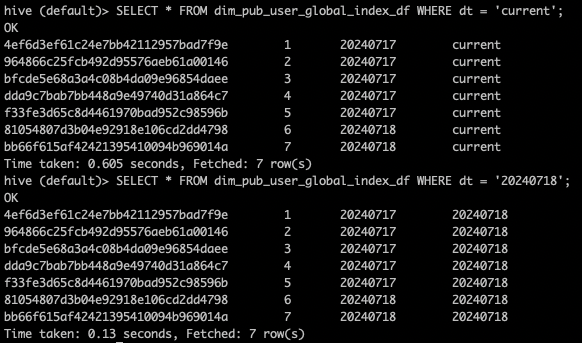 hive (default)> SELECT * FROM dim_pub_user_global_index_df WHERE dt = 'current';
OK
4ef6d3ef61c24e7bb42112957bad7f9e 1 20240717 current
964866c25fcb492d95576aeb61a00146 2 20240717 current
bfcde5e68a3a4c08b4da09e96854daee 3 20240717 current
dda9c7bab7bb448a9e49740d31a864c7 4 20240717 current
f33fe3d65c8d4461970bad952c98596b 5 20240717 current
81054807d3b04e92918e106cd2dd4798 6 20240718 current
bb66f615af42421395410094b969014a 7 20240718 current
Time taken: 0.605 seconds, Fetched: 7 row(s)
hive (default)> SELECT * FROM dim_pub_user_global_index_df WHERE dt = '20240718';
OK
4ef6d3ef61c24e7bb42112957bad7f9e 1 20240717 20240718
964866c25fcb492d95576aeb61a00146 2 20240717 20240718
bfcde5e68a3a4c08b4da09e96854daee 3 20240717 20240718
dda9c7bab7bb448a9e49740d31a864c7 4 20240717 20240718
f33fe3d65c8d4461970bad952c98596b 5 20240717 20240718
81054807d3b04e92918e106cd2dd4798 6 20240718 20240718
bb66f615af42421395410094b969014a 7 20240718 20240718
Time taken: 0.13 seconds, Fetched: 7 row(s)